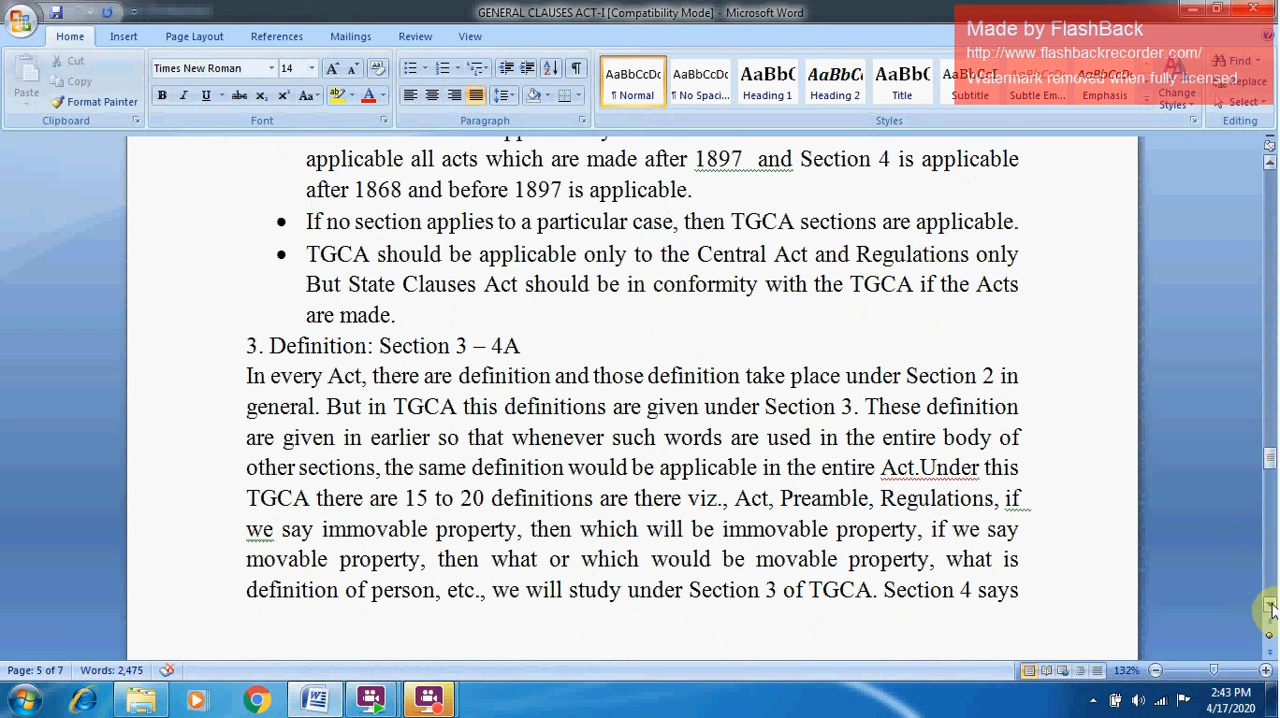 GENERAL CLAUSES ACT-I [Compatibility Mode] - Microsoft Word
Made by FlashBack
http://www.flashbackrecorder.com/
Watermark removed when fully licensed
Home Insert Page Layout References Mailings Review View
Paste
Cut
Copy
Format Painter
Clipboard
Times New Roman 14
Font
Paragraph
AaBbCcDc AaBbCcDc AaBbC AaBbCc AaBbC AaBbCcI
¶ Normal ¶ No Spaci... Heading 1 Heading 2 Title Subtitle Subtle Em... Emphasis
Change Styles
Styles
Find
Replace
Select
Editing
applicable all acts which are made after 1897 and Section 4 is applicable
after 1868 and before 1897 is applicable.
• If no section applies to a particular case, then TGCA sections are applicable.
• TGCA should be applicable only to the Central Act and Regulations only
But State Clauses Act should be in conformity with the TGCA if the Acts
are made.
3. Definition: Section 3 – 4A
In every Act, there are definition and those definition take place under Section 2 in
general. But in TGCA this definitions are given under Section 3. These definition
are given in earlier so that whenever such words are used in the entire body of
other sections, the same definition would be applicable in the entire Act.Under this
TGCA there are 15 to 20 definitions are there viz., Act, Preamble, Regulations, if
we say immovable property, then which will be immovable property, if we say
movable property, then what or which would be movable property, what is
definition of person, etc., we will study under Section 3 of TGCA. Section 4 says
Page: 5 of 7 Words: 2,475 132%
2:43 PM
4/17/2020